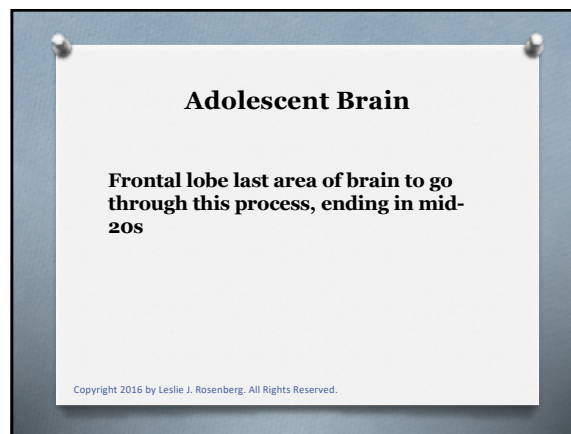 Adolescent Brain
Frontal lobe last area of brain to go
through this process, ending in mid-
20s
Copyright 2016 by Leslie J. Rosenberg. All Rights Reserved.